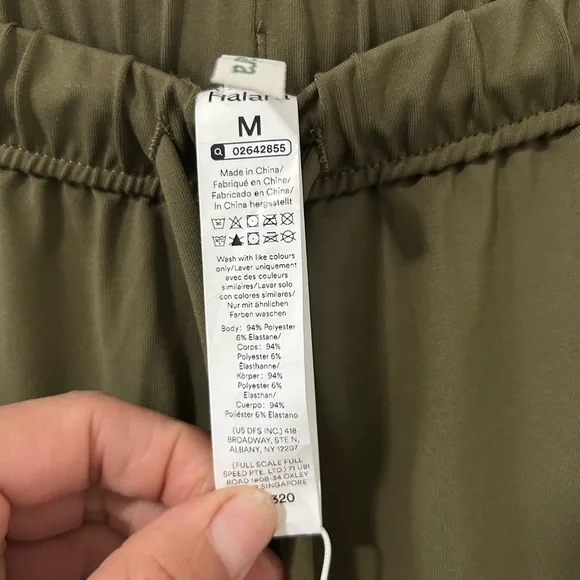 Halara
M
02642855
Made in China/
Fabriqué en Chine/
Fabricado en China/
In China hergestellt
Wash with like colours
only/Laver uniquement
avec des couleurs
similaires/Lavar solo
con colores similares/
Nur mit ähnlichen
Farben waschen
Body: 94% Polyester
6% Elastane/
Corps: 94%
Polyester 6%
Élasthanne/
Körper: 94%
Polyester 6%
Elasthan/
Cuerpo: 94%
Poliéster 6% Elastano
(US DFS INC.) 418
BROADWAY, STE N,
ALBANY, NY 12207
(FULL SCALE FULL
SPEED PTE. LTD.) 71 UBI
ROAD 1#08-34 OXLEY
SINGAPORE
320